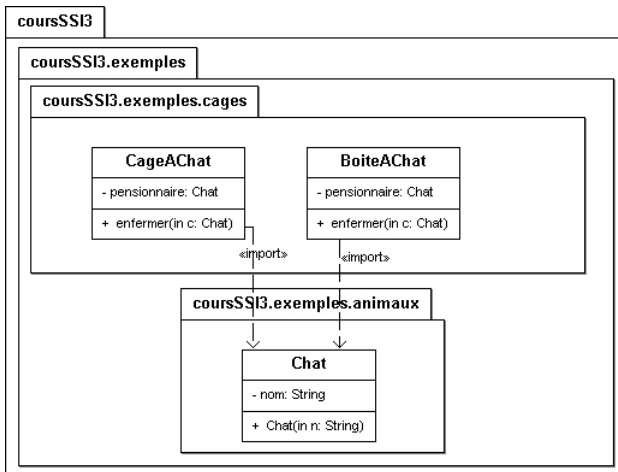 coursSSI3
coursSSI3.exemples
coursSSI3.exemples.cages
CageAChat
- pensionnaire: Chat
+ enfermer(in c: Chat)
BoiteAChat
- pensionnaire: Chat
+ enfermer(in c: Chat)
«import»
«import»
coursSSI3.exemples.animaux
Chat
- nom: String
+ Chat(in n: String)